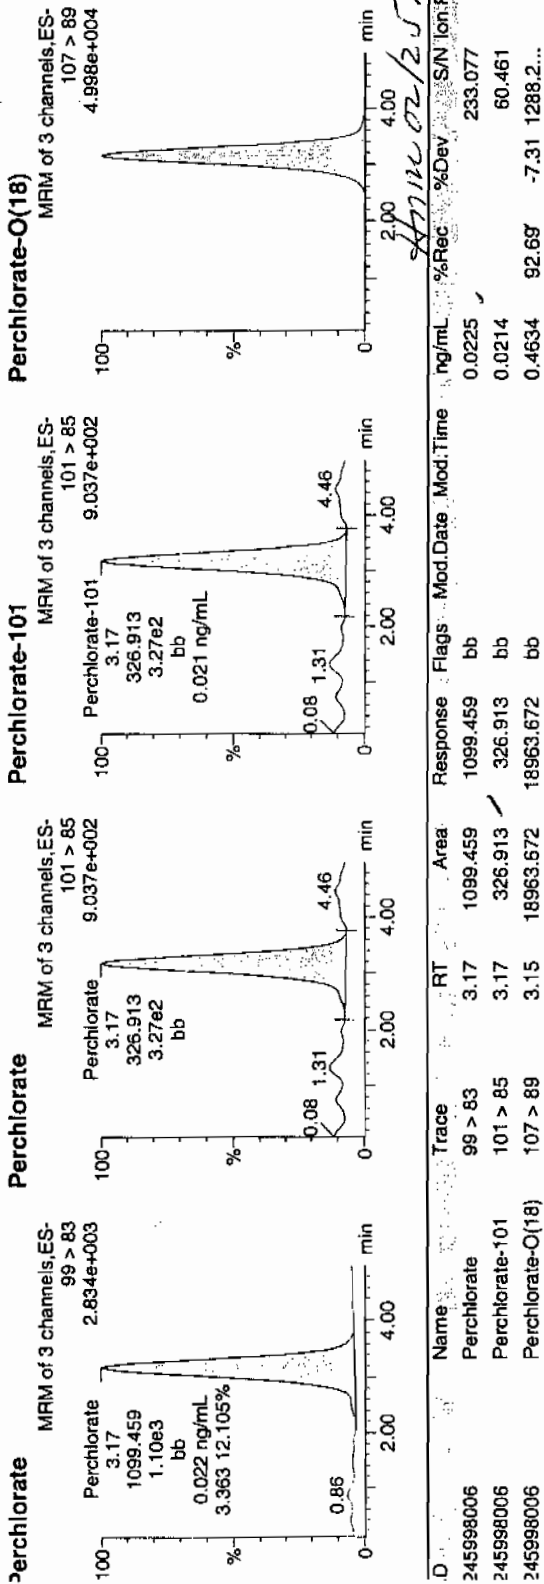 Perchlorate
MRM of 3 channels,ES-
99 > 83
2.834e+003
100
%
0
Perchlorate
3.17
1099.459
1.10e3
bb
0.022 ng/mL
3.363 12.105%
0.86
2.00
4.00
min
Perchlorate
MRM of 3 channels,ES-
101 > 85
9.037e+002
100
%
0
Perchlorate
3.17
326.913
3.27e2
bb
0.08
1.31
4.46
2.00
4.00
min
Perchlorate-101
MRM of 3 channels,ES-
101 > 85
9.037e+002
100
%
0
Perchlorate-101
3.17
326.913
3.27e2
bb
0.021 ng/mL
0.08
1.31
4.46
2.00
4.00
min
Perchlorate-O(18)
MRM of 3 channels,ES-
107 > 89
4.998e+004
100
%
0
2.00
4.00
min
02/25
ID Name Trace RT Area Response Flags Mod.Date Mod.Time ng/mL %Rec %Dev S/N Ion.R
245998006 Perchlorate 99 > 83 3.17 1099.459 1099.459 bb 0.0225 233.077
245998006 Perchlorate-101 101 > 85 3.17 326.913 326.913 bb 0.0214 60.461
245998006 Perchlorate-O(18) 107 > 89 3.15 18963.672 18963.672 bb 0.4634 92.69 -7.31 1288.2...